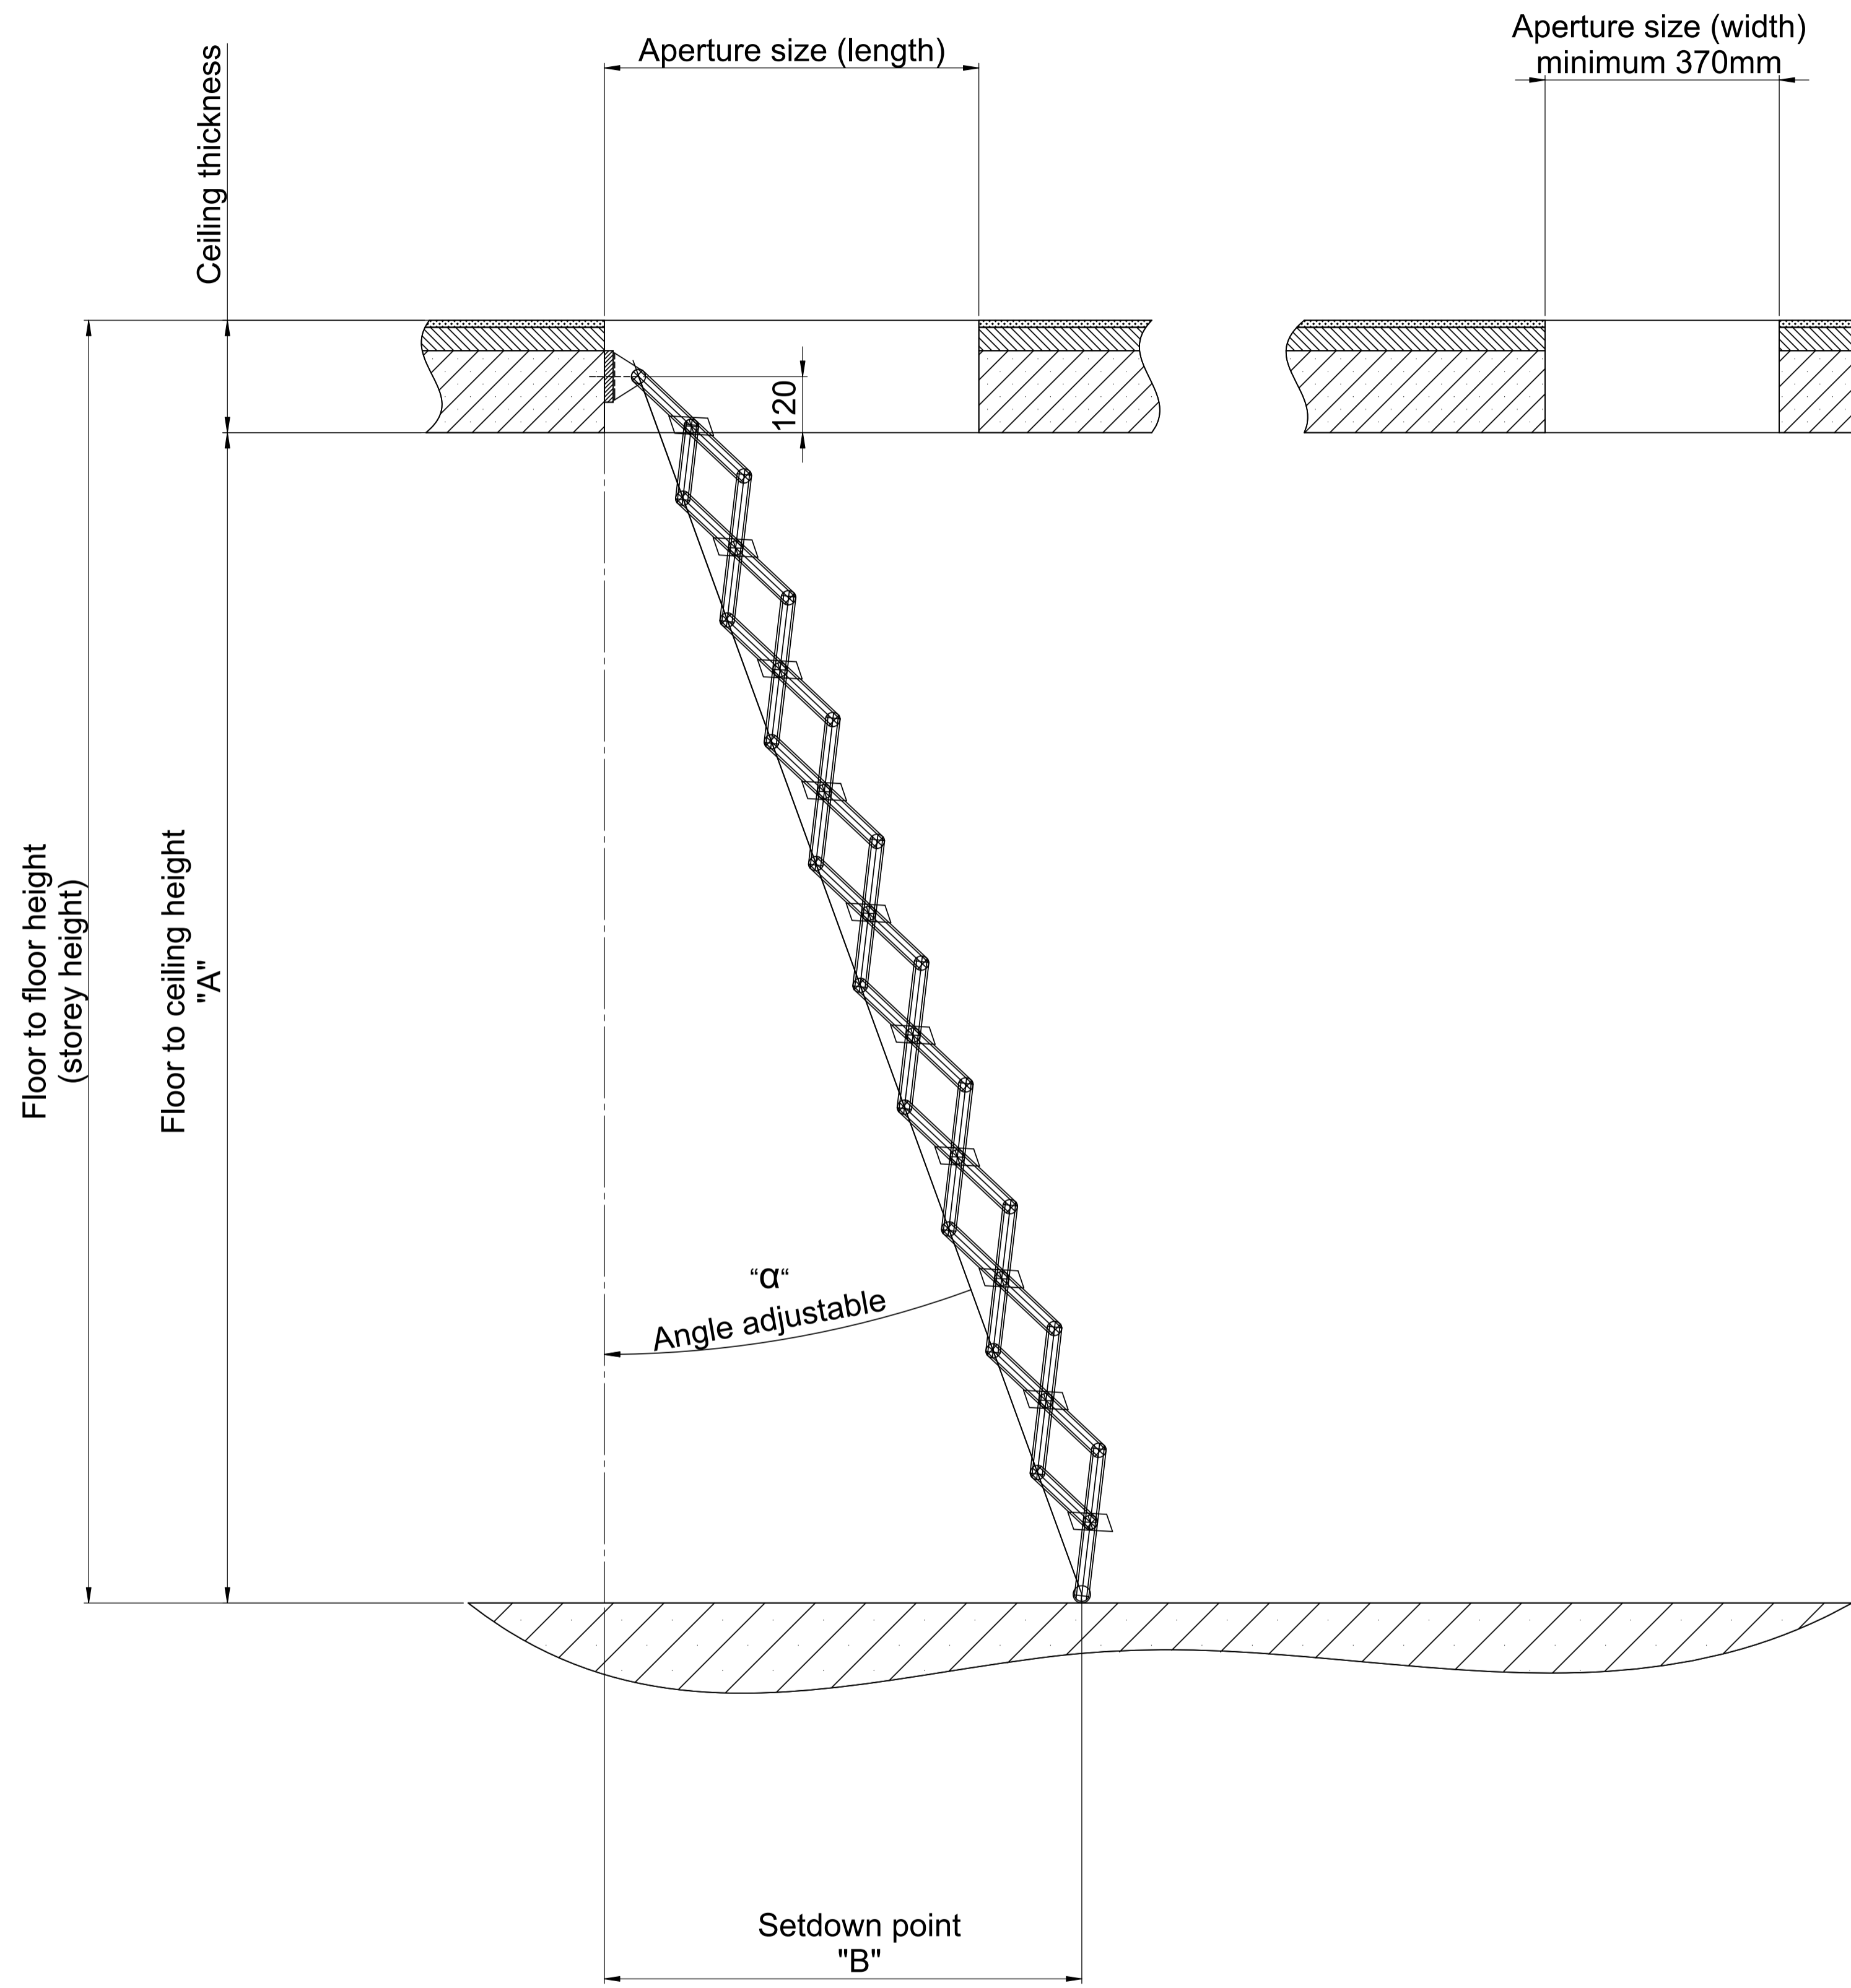 Aperture size (width)
minimum 370mm
Aperture size (length)
Ceiling thickness
120
Floor to floor height
(storey height)
Floor to ceiling height
"A"
“α“
Angle adjustable
Setdown point
"B"